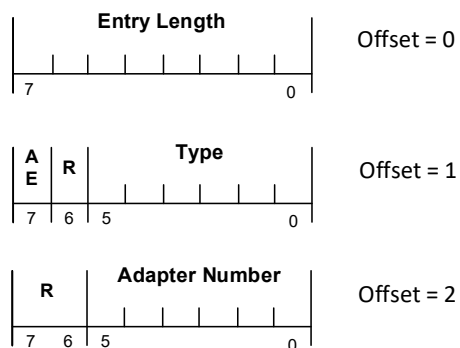 Entry Length
Offset = 0
7 0
A
E
R
Type
Offset = 1
7 6 5 0
R
Adapter Number
Offset = 2
7 6 5 0